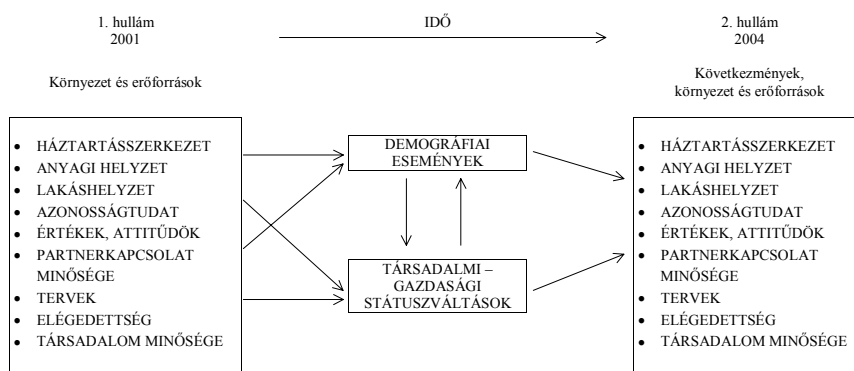 1. hullám
2001
IDŐ
2. hullám
2004
Környezet és erőforrások
Következmények,
környezet és erőforrások
• HÁZTARTÁSSZERKEZET
• ANYAGI HELYZET
• LAKÁSHELYZET
• AZONOSSÁGTUDAT
• ÉRTÉKEK, ATTITŰDÖK
• PARTNERKAPCSOLAT
MINŐSÉGE
• TERVEK
• ELÉGEDETTSÉG
• TÁRSADALOM MINŐSÉGE
DEMOGRÁFIAI
ESEMÉNYEK
TÁRSADALMI –
GAZDASÁGI
STÁTUSZVÁLTÁSOK
• HÁZTARTÁSSZERKEZET
• ANYAGI HELYZET
• LAKÁSHELYZET
• AZONOSSÁGTUDAT
• ÉRTÉKEK, ATTITŰDÖK
• PARTNERKAPCSOLAT
MINŐSÉGE
• TERVEK
• ELÉGEDETTSÉG
• TÁRSADALOM MINŐSÉGE